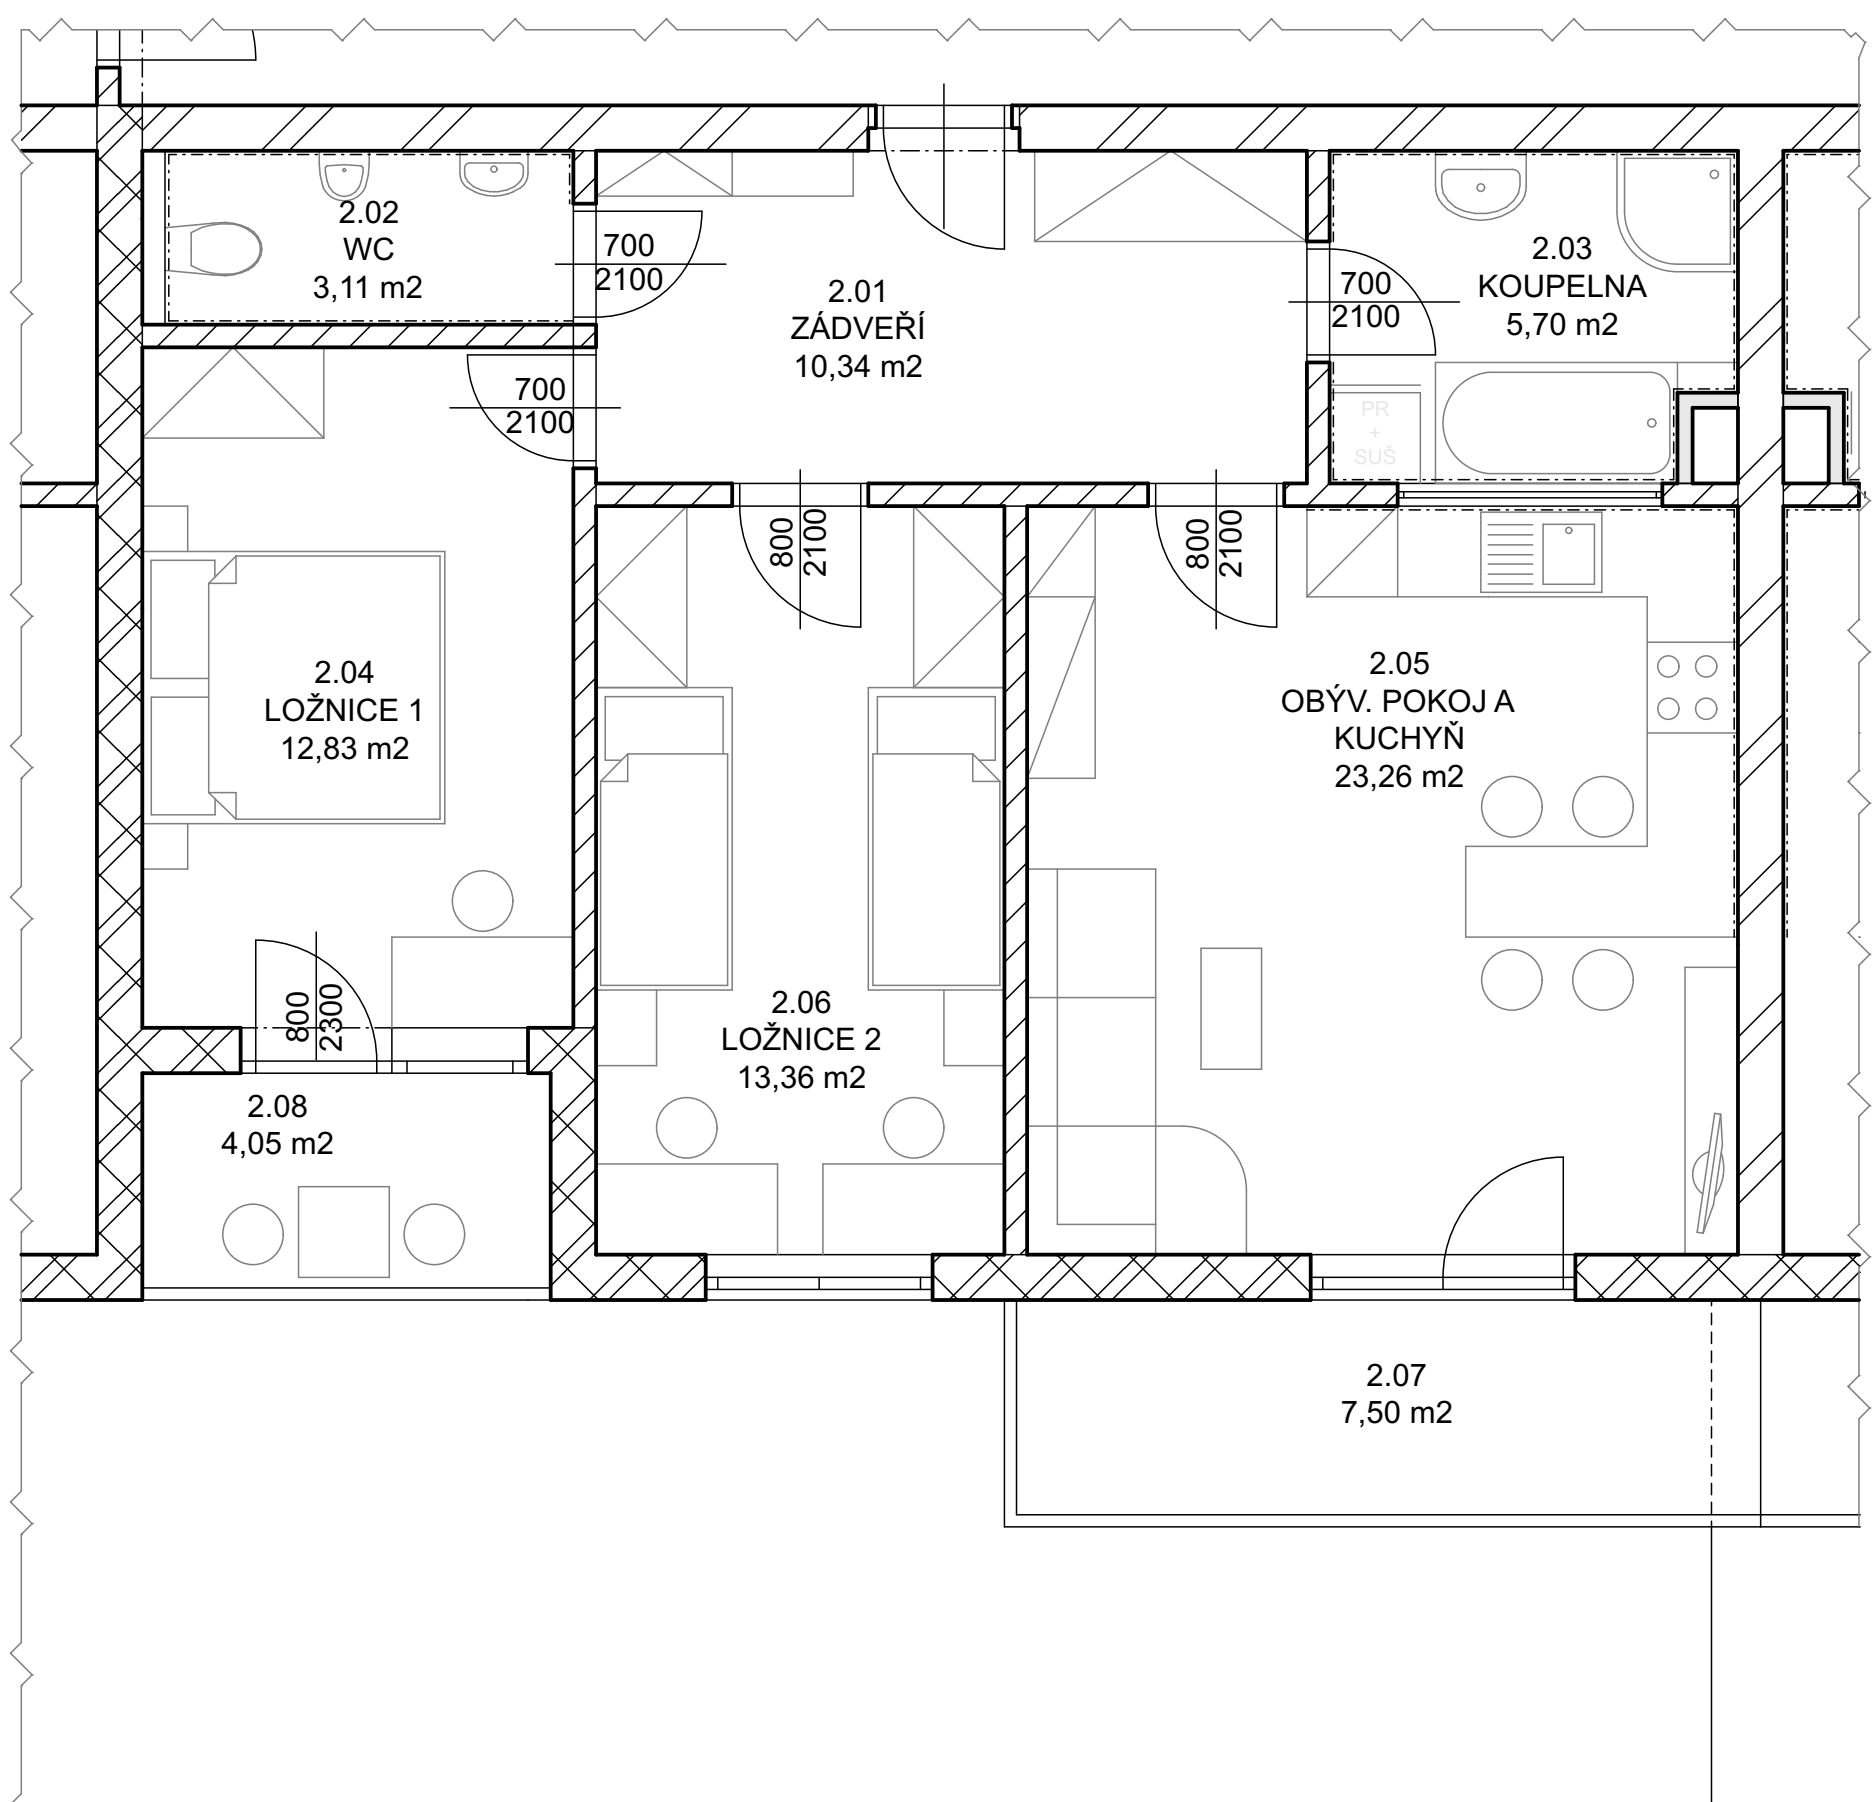 2.02
WC
3,11 m2
700
2100
2.01
ZÁDVEŘÍ
10,34 m2
700
2100
2.03
KOUPELNA
5,70 m2
700
2100
PR
+
SUŠ
800
2100
800
2100
2.04
LOŽNICE 1
12,83 m2
2.05
OBÝV. POKOJ A
KUCHYŇ
23,26 m2
800
2300
2.06
LOŽNICE 2
13,36 m2
2.08
4,05 m2
2.07
7,50 m2